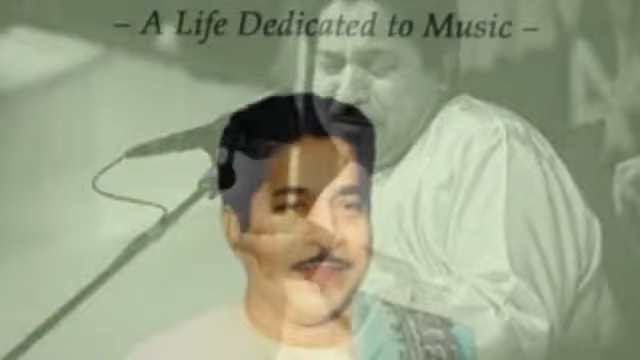 – A Life Dedicated to Music –